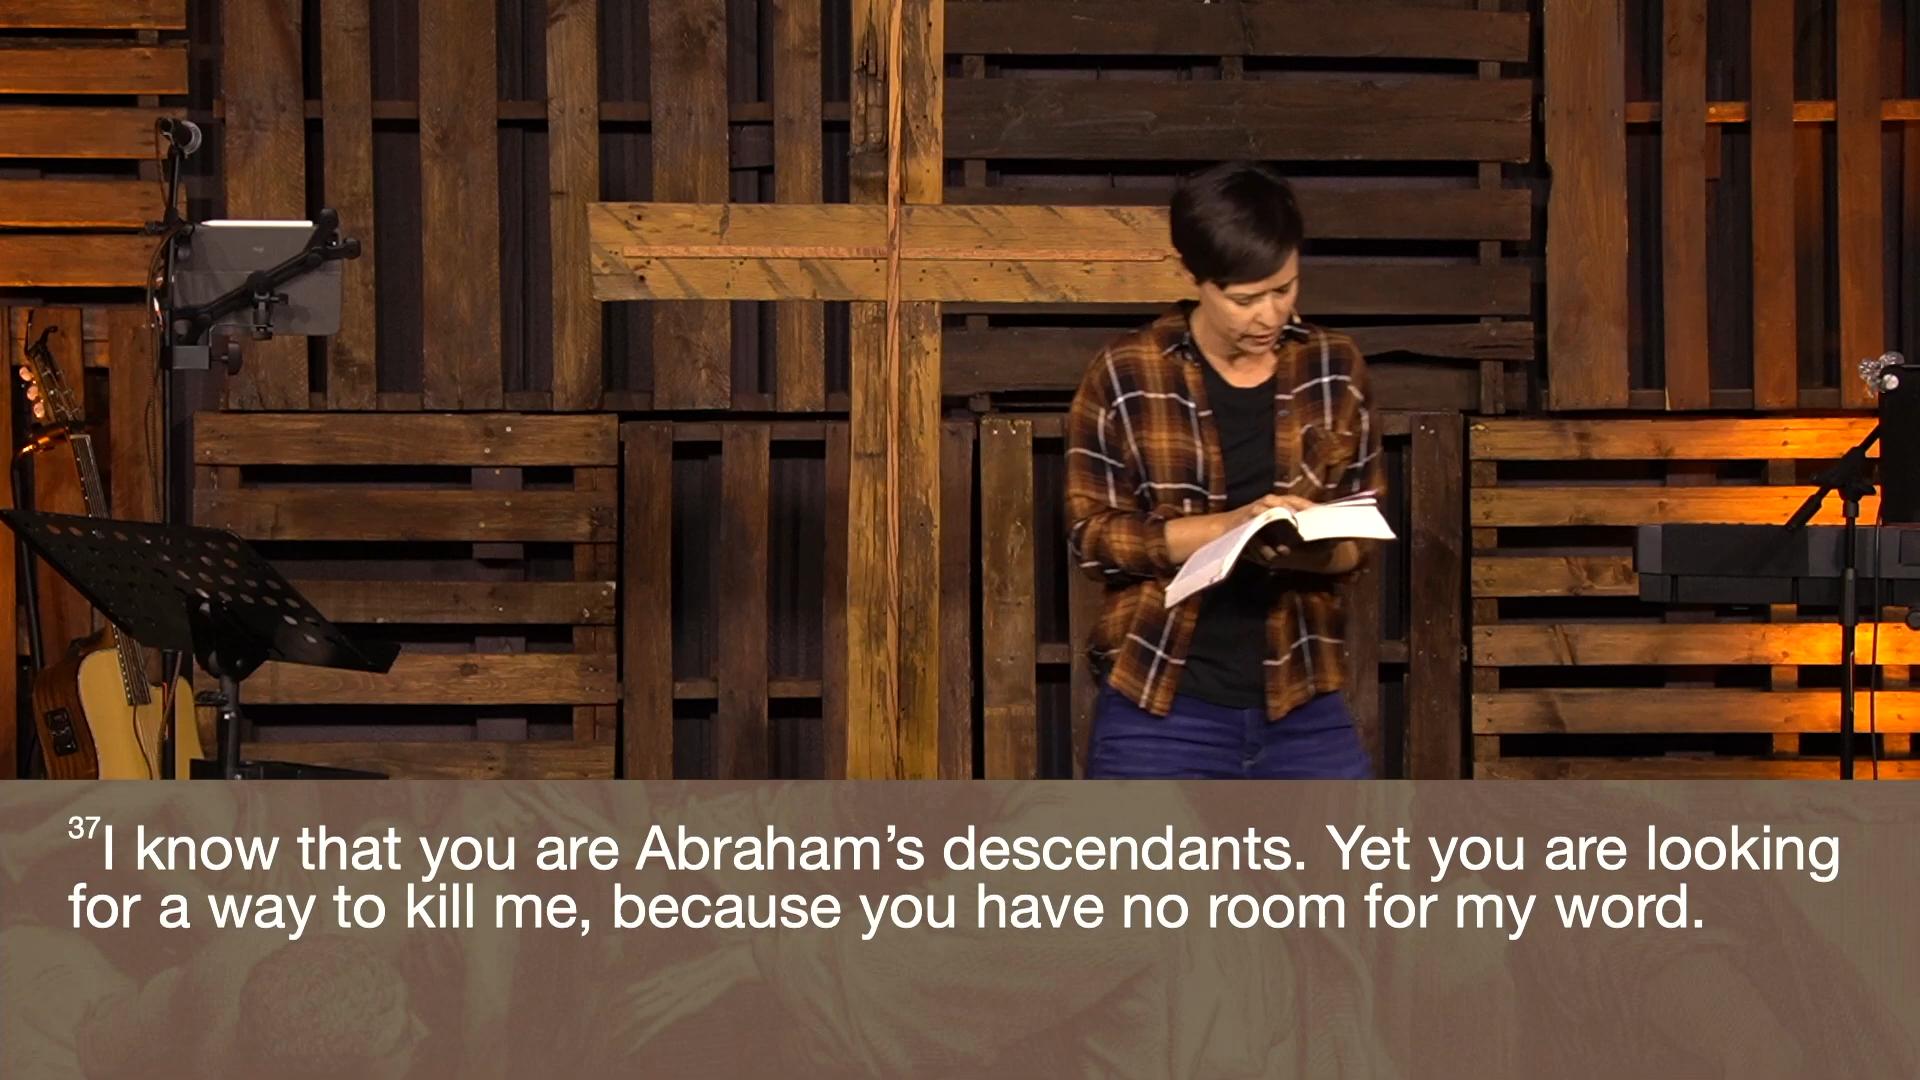 ³⁷I know that you are Abraham’s descendants. Yet you are looking
for a way to kill me, because you have no room for my word.